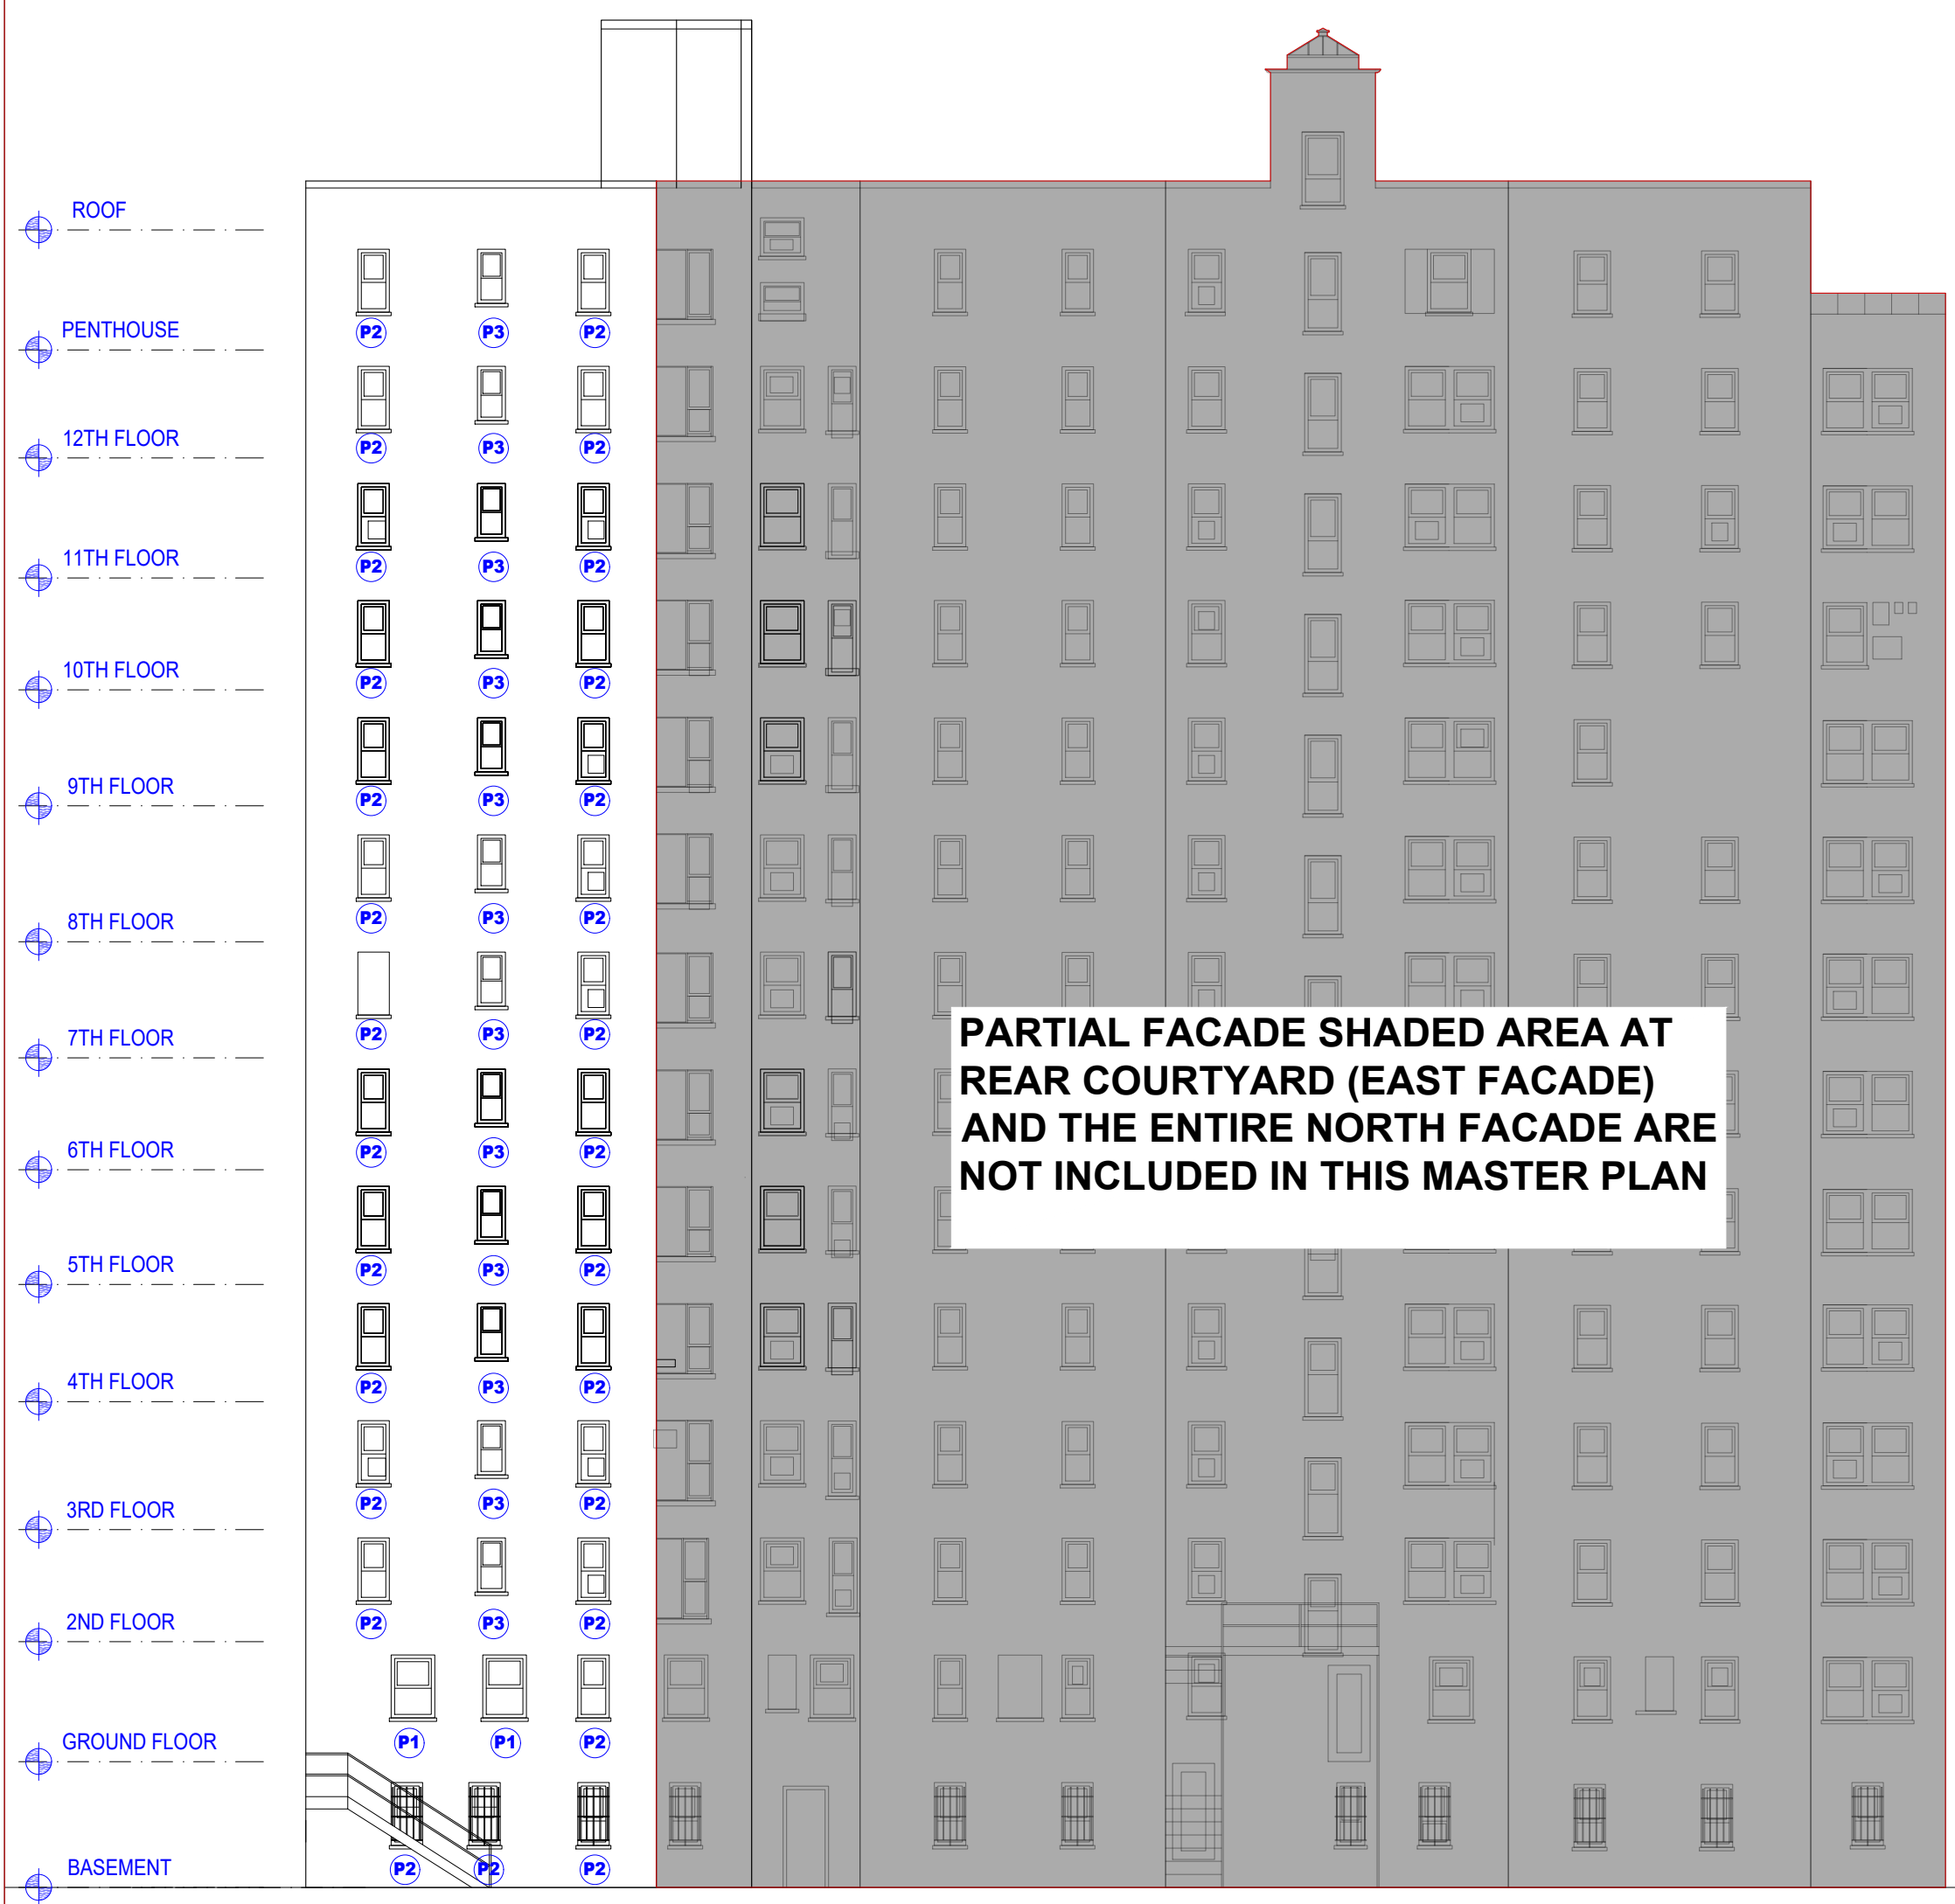 ROOF
P2 P3 P2
PENTHOUSE
P2 P3 P2
12TH FLOOR
P2 P3 P2
11TH FLOOR
P2 P3 P2
10TH FLOOR
P2 P3 P2
9TH FLOOR
P2 P3 P2
8TH FLOOR
P2 P3 P2
7TH FLOOR
P2 P3 P2
6TH FLOOR
P2 P3 P2
5TH FLOOR
P2 P3 P2
4TH FLOOR
P2 P3 P2
3RD FLOOR
P2 P3 P2
2ND FLOOR
P1 P1 P2
GROUND FLOOR
P2 P2 P2
BASEMENT
PARTIAL FACADE SHADED AREA AT
REAR COURTYARD (EAST FACADE)
AND THE ENTIRE NORTH FACADE ARE
NOT INCLUDED IN THIS MASTER PLAN